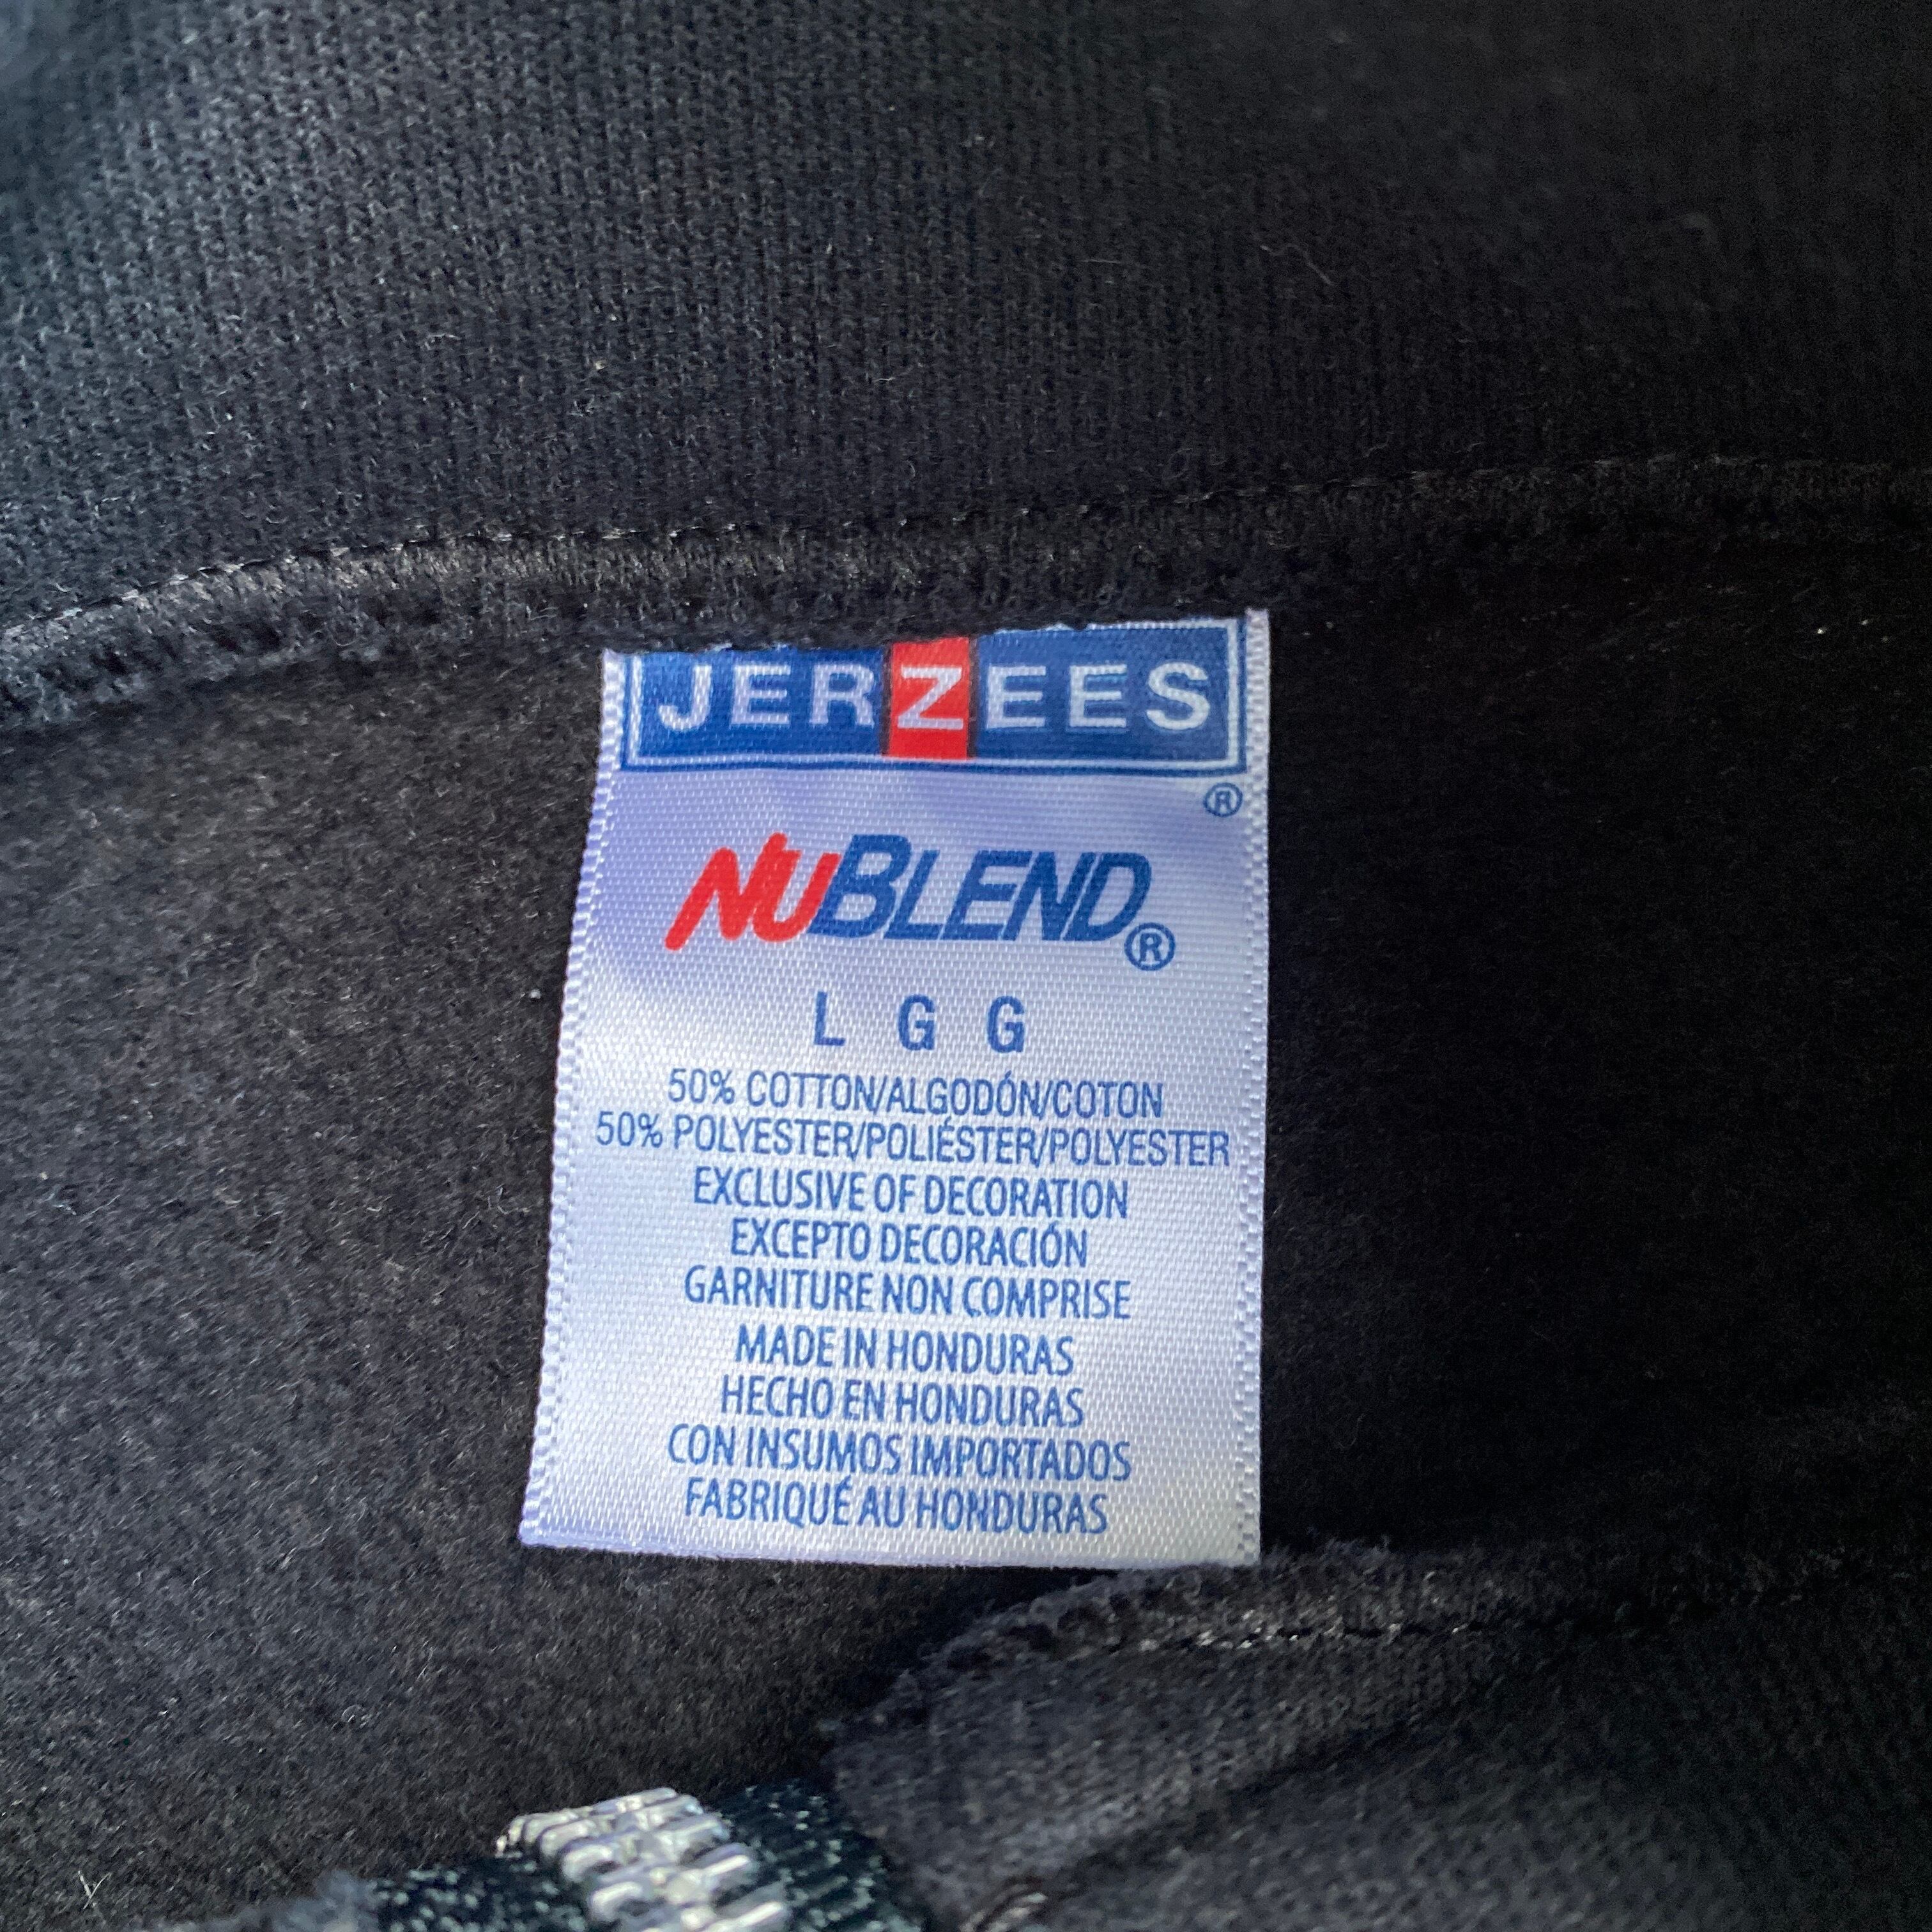 JERZEES
®
NUBLEND®
L G G
50% COTTON/ALGODÓN/COTON
50% POLYESTER/POLIÉSTER/POLYESTER
EXCLUSIVE OF DECORATION
EXCEPTO DECORACIÓN
GARNITURE NON COMPRISE
MADE IN HONDURAS
HECHO EN HONDURAS
CON INSUMOS IMPORTADOS
FABRIQUÉ AU HONDURAS